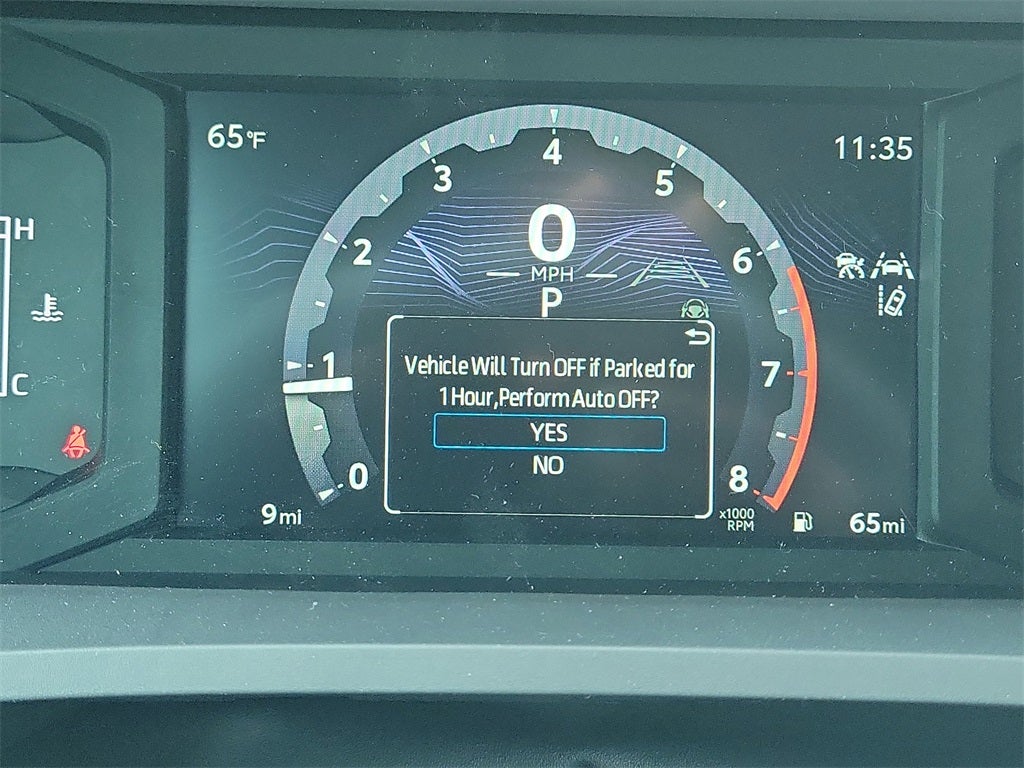 65°F
11:35
H
C
0
1
2
3
4
5
6
7
8
0
MPH
P
Vehicle Will Turn OFF if Parked for
1 Hour,Perform Auto OFF?
YES
NO
9mi
x1000
RPM
65mi